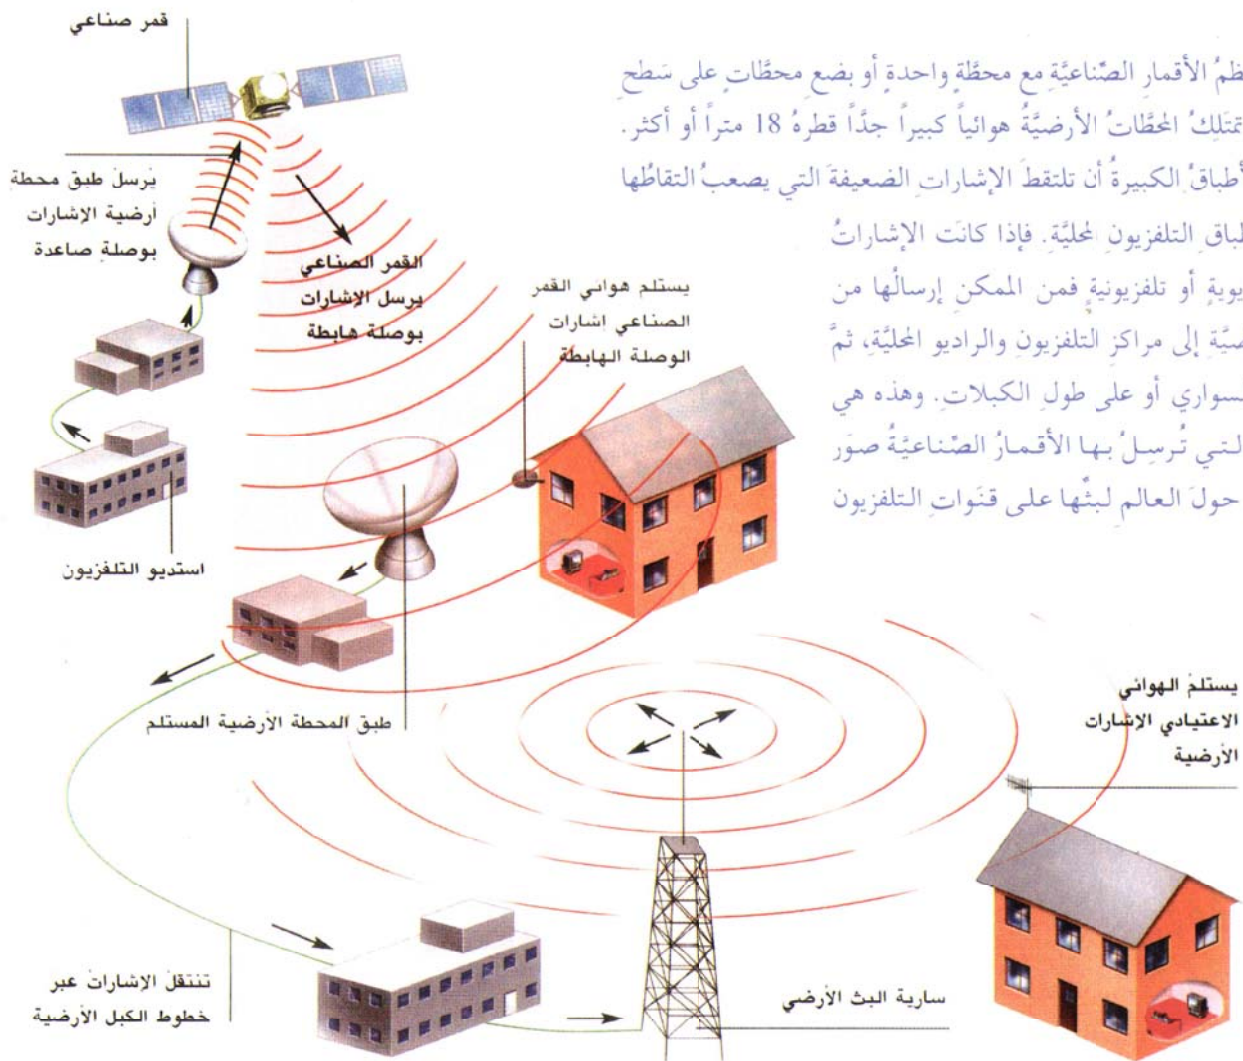 قمر صناعي
ظمُ الأقمارِ الصِّناعيَّةِ مع محطَّةٍ واحدةٍ أو بضعِ محطَّاتٍ على سَطحِ
تمتَلِكُ المحطَّاتُ الأرضيَّةُ هوائياً كبيراً جدَّاً قطرهُ 18 متراً أو أكثر.
أطباقُ الكبيرةُ أن تلتقطَ الإشاراتِ الضعيفةَ التي يصعبُ التقاطُها
طباقِ التلفزيونِ المحليَّةِ. فإذا كانَت الإشاراتُ
يويةٍ أو تلفزيونيةٍ فمن الممكنِ إرسالُها من
ضيَّةِ إلى مراكزِ التلفزيونِ والراديو المحليَّةِ، ثمَّ
لسواري أو على طولِ الكبلاتِ. وهذه هي
لتي تُرسِلُ بها الأقمارُ الصِّناعيَّةُ صوَر
حولَ العالمِ لبثِّها على قنَواتِ التلفزيون
يُرسلُ طبق محطةٍ
أرضية الإشارات
بوصلةٍ صاعدة
القمر الصناعي
يرسل الإشارات
بوصلة هابطة
يستلم هوائي القمر
الصناعي إشارات
الوصلة الهابطة
استديو التلفزيون
طبق المحطة الأرضية المستلم
يستلمُ الهوائي
الاعتيادي الإشارات
الأرضية
تنتقلُ الإشاراتُ عبر
خطوط الكبل الأرضية
سارية البث الأرضي